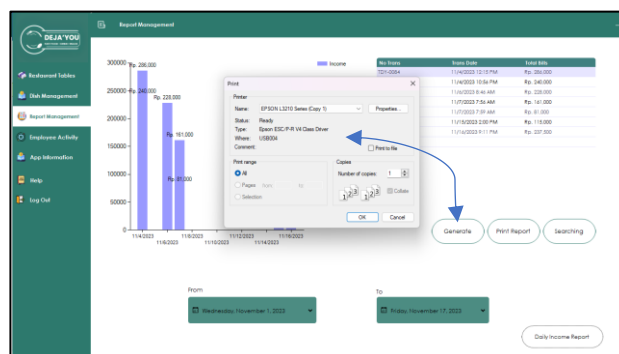 DEJA'YOU
Report Management
Restaurant Tables
Dish Management
Report Management
Employee Activity
App Information
Help
Log Out
Income
300000
250000
200000
150000
100000
50000
0
Rp. 286,000
Rp. 240,000
Rp. 228,000
Rp. 161,000
Rp. 81,000
11/4/2023
11/6/2023
11/8/2023
11/10/2023
11/12/2023
11/14/2023
11/16/2023
No Trans Trans Date Total Bills
TDY-0084 11/4/2023 12:15 PM Rp. 286,000
11/4/2023 10:06 PM Rp. 240,000
11/6/2023 8:46 AM Rp. 228,000
11/7/2023 7:56 AM Rp. 161,000
11/7/2023 7:59 AM Rp. 81,000
11/15/2023 2:00 PM Rp. 115,000
11/16/2023 9:11 PM Rp. 237,500
Print
Printer
Name: EPSON L3210 Series (Copy 1) Properties...
Status: Ready
Type: Epson ESC/P-R V4 Class Driver
Where: USB004
Comment: Print to file
Print range
All
Pages from: to:
Selection
Copies
Number of copies: 1
1 1 2 2 3 3
Collate
OK Cancel
Generate Print Report Searching
From
Wednesday, November 1, 2023
To
Friday, November 17, 2023
Daily Income Report